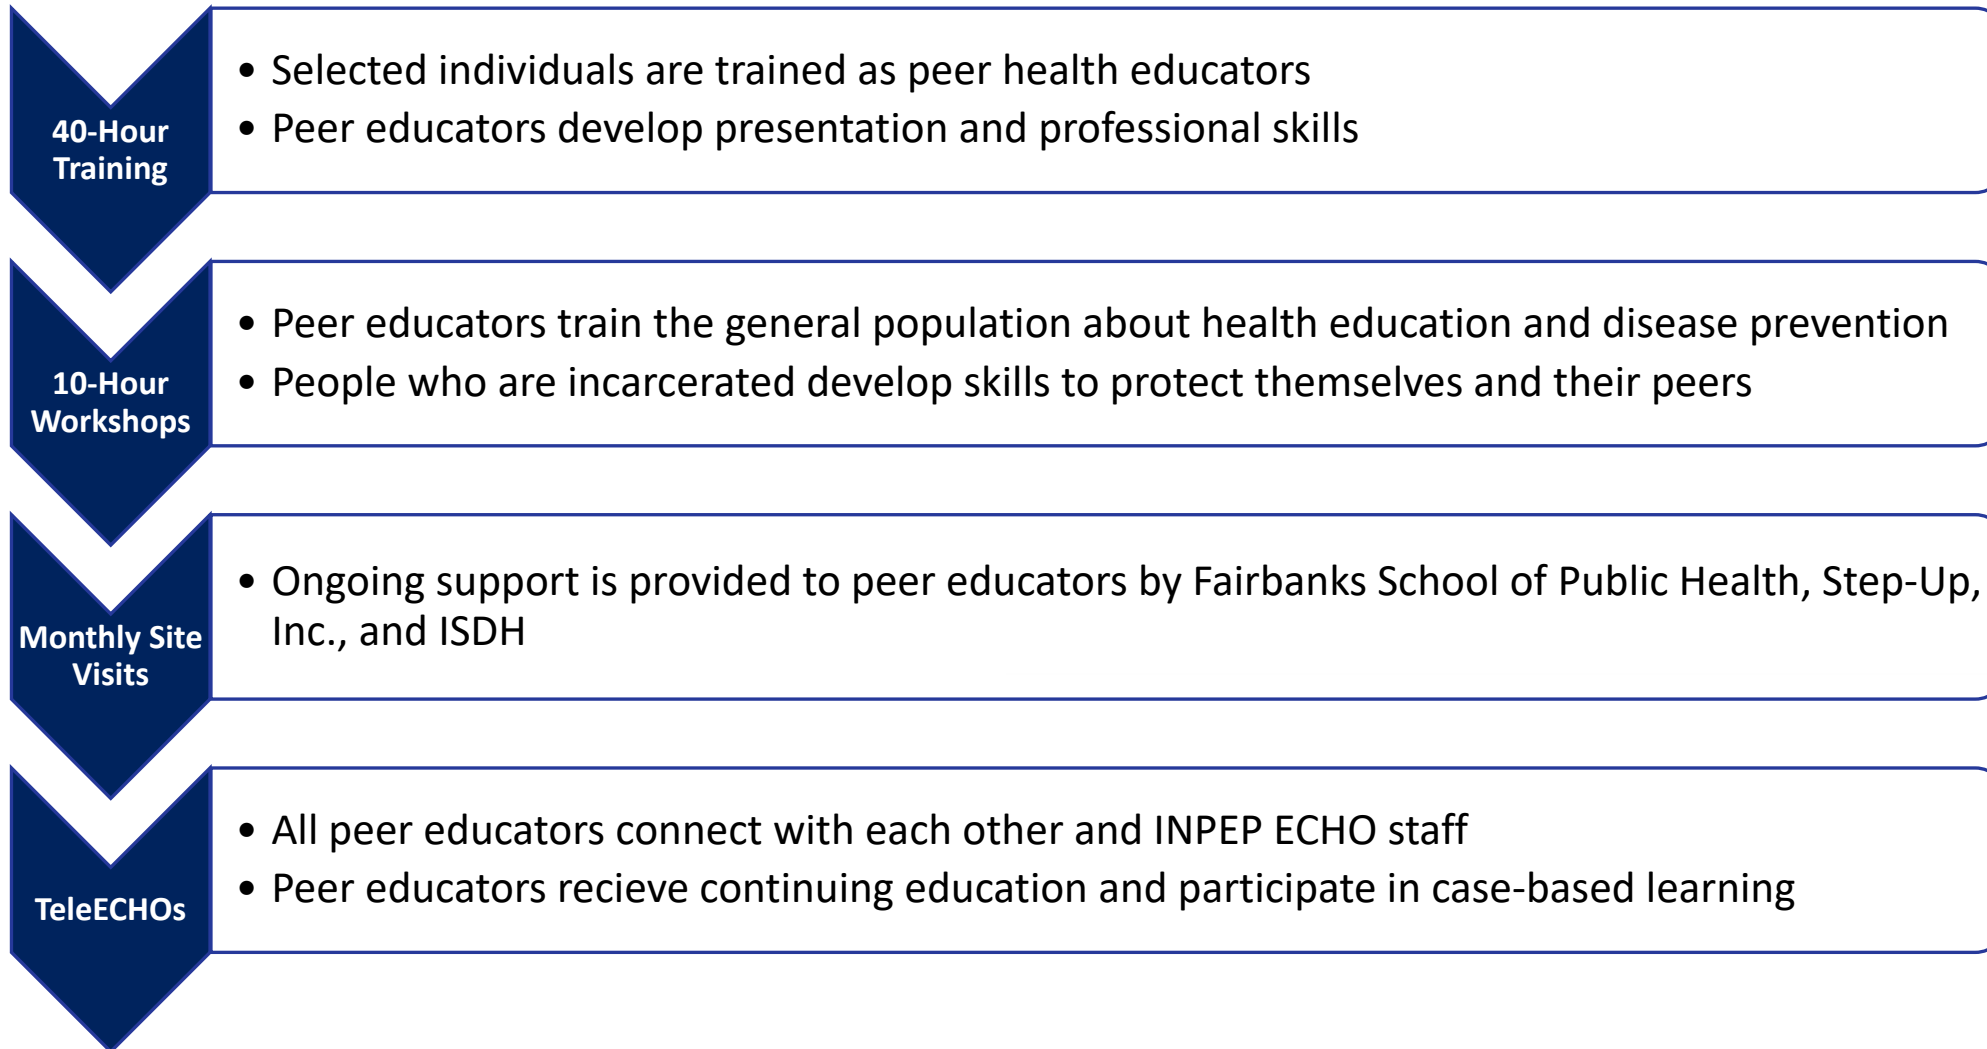 40-Hour
Training
• Selected individuals are trained as peer health educators
• Peer educators develop presentation and professional skills
10-Hour
Workshops
• Peer educators train the general population about health education and disease prevention
• People who are incarcerated develop skills to protect themselves and their peers
Monthly Site
Visits
• Ongoing support is provided to peer educators by Fairbanks School of Public Health, Step-Up,
Inc., and ISDH
TeleECHOs
• All peer educators connect with each other and INPEP ECHO staff
• Peer educators recieve continuing education and participate in case-based learning